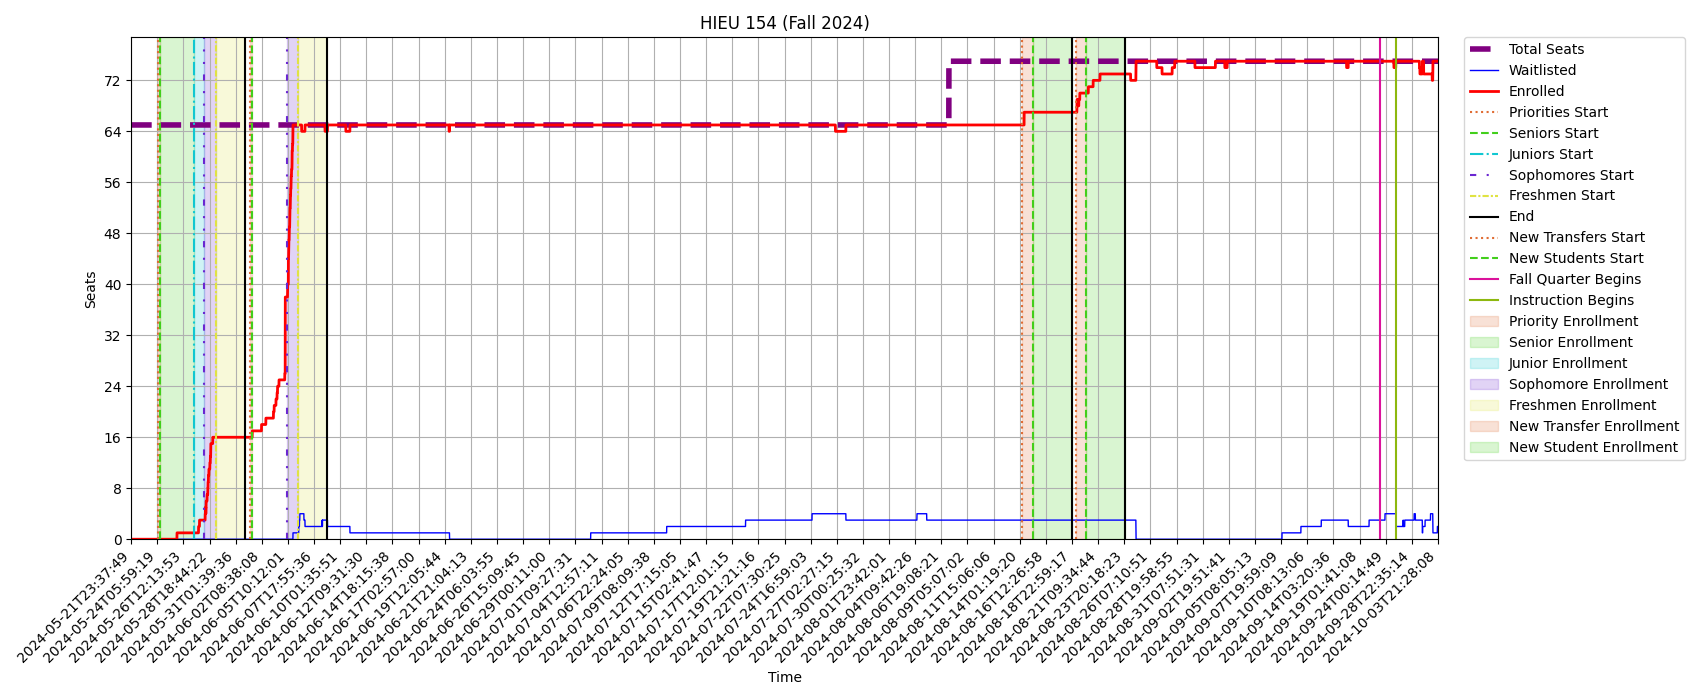 HIEU 154 (Fall 2024)
Seats
72
64
56
48
40
32
24
16
8
0
2024-05-21T23:37:49
2024-05-24T05:59:19
2024-05-26T12:13:53
2024-05-28T18:44:22
2024-05-31T01:39:36
2024-06-02T08:38:08
2024-06-05T10:12:01
2024-06-07T17:55:36
2024-06-10T01:35:51
2024-06-12T09:31:30
2024-06-14T18:15:38
2024-06-17T02:57:00
2024-06-19T12:05:44
2024-06-21T21:04:13
2024-06-24T06:03:55
2024-06-26T15:09:45
2024-06-29T00:11:00
2024-07-01T09:27:31
2024-07-04T12:57:11
2024-07-06T22:24:05
2024-07-09T08:09:38
2024-07-12T17:15:05
2024-07-15T02:41:47
2024-07-17T12:01:15
2024-07-19T21:21:16
2024-07-22T07:30:25
2024-07-24T16:59:03
2024-07-27T02:27:15
2024-07-30T00:25:32
2024-08-01T23:42:01
2024-08-04T09:42:26
2024-08-06T19:08:21
2024-08-09T05:07:02
2024-08-11T15:06:06
2024-08-14T01:19:20
2024-08-16T12:26:58
2024-08-18T22:59:17
2024-08-21T09:34:44
2024-08-23T20:18:23
2024-08-26T07:10:51
2024-08-28T19:58:55
2024-08-31T07:51:31
2024-09-02T19:51:41
2024-09-05T08:05:13
2024-09-07T19:59:09
2024-09-10T08:13:06
2024-09-14T03:20:36
2024-09-19T01:41:08
2024-09-24T00:14:49
2024-09-28T22:35:14
2024-10-03T21:28:08
Time
Total Seats
Waitlisted
Enrolled
Priorities Start
Seniors Start
Juniors Start
Sophomores Start
Freshmen Start
End
New Transfers Start
New Students Start
Fall Quarter Begins
Instruction Begins
Priority Enrollment
Senior Enrollment
Junior Enrollment
Sophomore Enrollment
Freshmen Enrollment
New Transfer Enrollment
New Student Enrollment